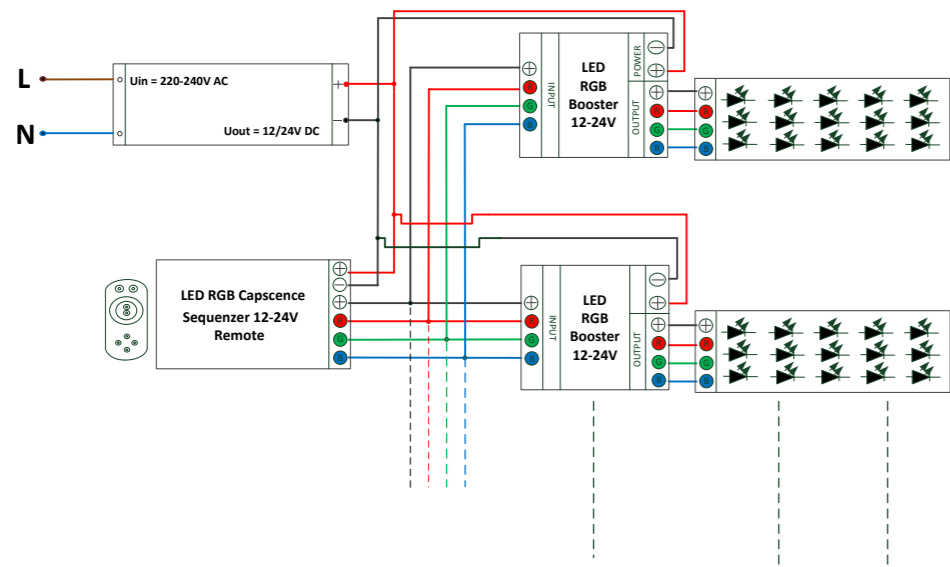 L
N
Uin = 220-240V AC
+
−
Uout = 12/24V DC
INPUT
+
R
G
B
LED
RGB
Booster
12-24V
POWER
−
+
OUTPUT
+
R
G
B
+
R
G
B
LED RGB Capscence
Sequenzer 12-24V
Remote
+
−
+
R
G
B
+
R
G
B
INPUT
LED
RGB
Booster
12-24V
−
+
OUTPUT
+
R
G
B
+
R
G
B